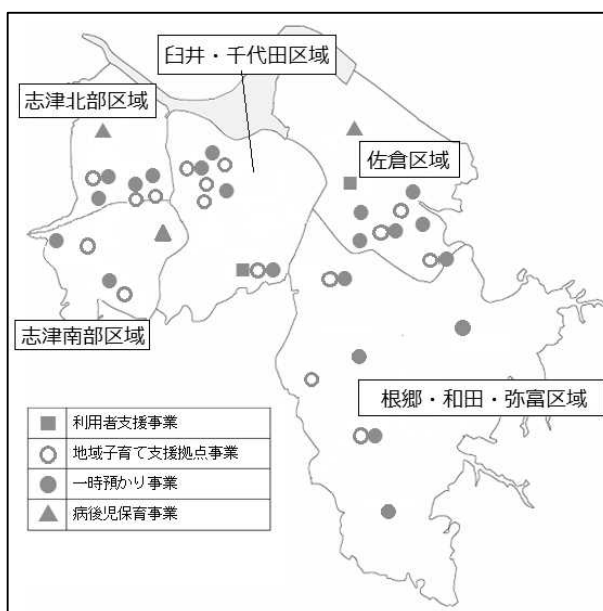 臼井・千代田区域
志津北部区域
佐倉区域
志津南部区域
根郷・和田・弥富区域
利用者支援事業
地域子育て支援拠点事業
一時預かり事業
病後児保育事業